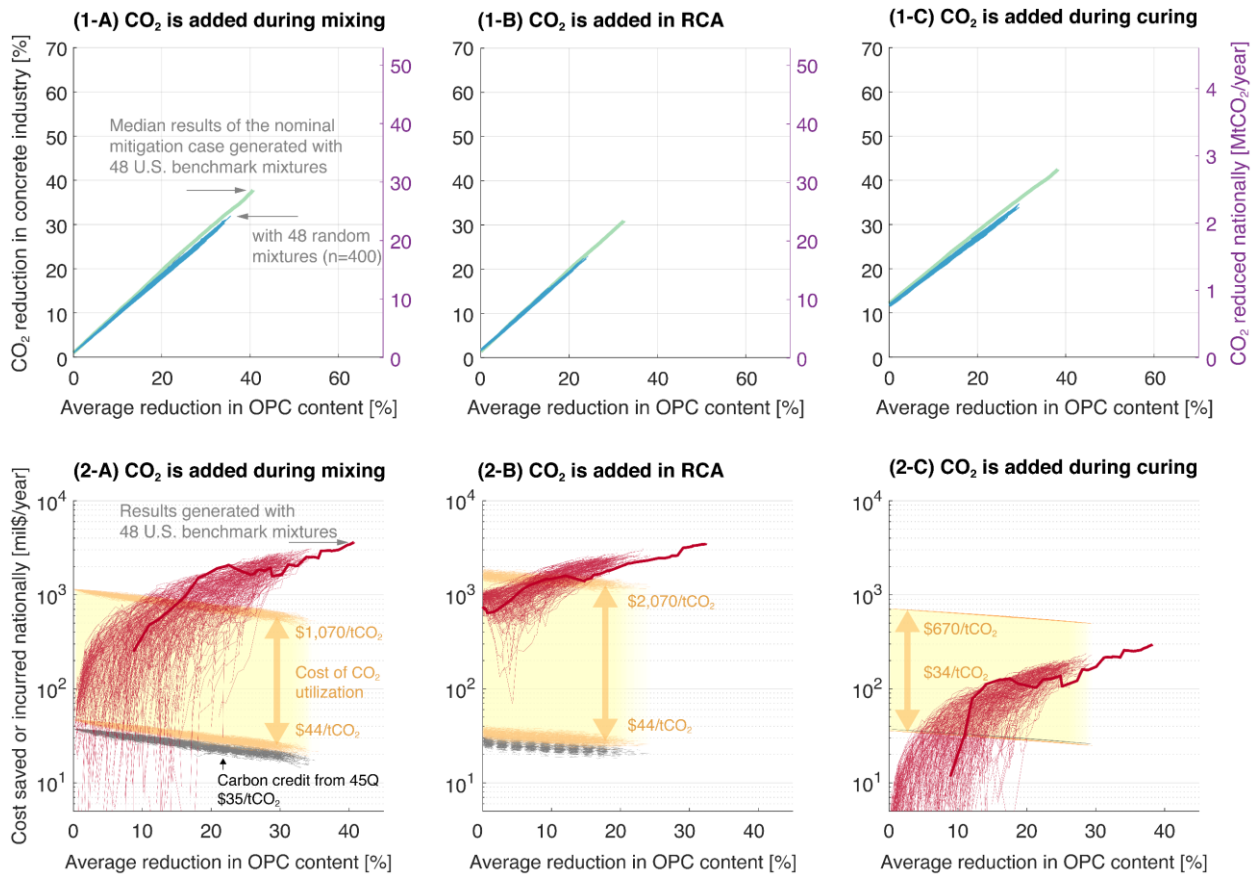 (1-A) CO₂ is added during mixing
(1-B) CO₂ is added in RCA
(1-C) CO₂ is added during curing
CO₂ reduction in concrete industry [%]
70
60
50
40
30
20
10
0
Median results of the nominal
mitigation case generated with
48 U.S. benchmark mixtures
with 48 random
mixtures (n=400)
50
40
30
20
10
0
0 20 40 60
Average reduction in OPC content [%]
70
60
50
40
30
20
10
0
50
40
30
20
10
0
0 20 40 60
Average reduction in OPC content [%]
70
60
50
40
30
20
10
0
4
3
2
1
0
CO₂ reduced nationally [MtCO₂/year]
0 20 40 60
Average reduction in OPC content [%]
(2-A) CO₂ is added during mixing
(2-B) CO₂ is added in RCA
(2-C) CO₂ is added during curing
Cost saved or incurred nationally [mil$/year]
10⁴
10³
10²
10¹
Results generated with
48 U.S. benchmark mixtures
$1,070/tCO₂
Cost of CO₂
utilization
$44/tCO₂
Carbon credit from 45Q
$35/tCO₂
0 10 20 30 40
Average reduction in OPC content [%]
10⁴
10³
10²
10¹
$2,070/tCO₂
$44/tCO₂
0 10 20 30 40
Average reduction in OPC content [%]
10⁴
10³
10²
10¹
$670/tCO₂
$34/tCO₂
0 10 20 30 40
Average reduction in OPC content [%]